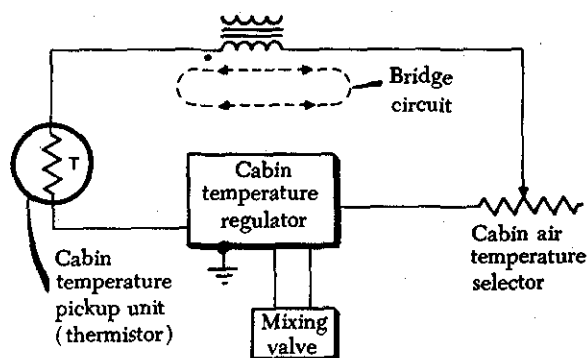 Bridge
circuit
T
Cabin
temperature
regulator
Cabin
temperature
pickup unit
(thermistor)
Cabin air
temperature
selector
Mixing
valve